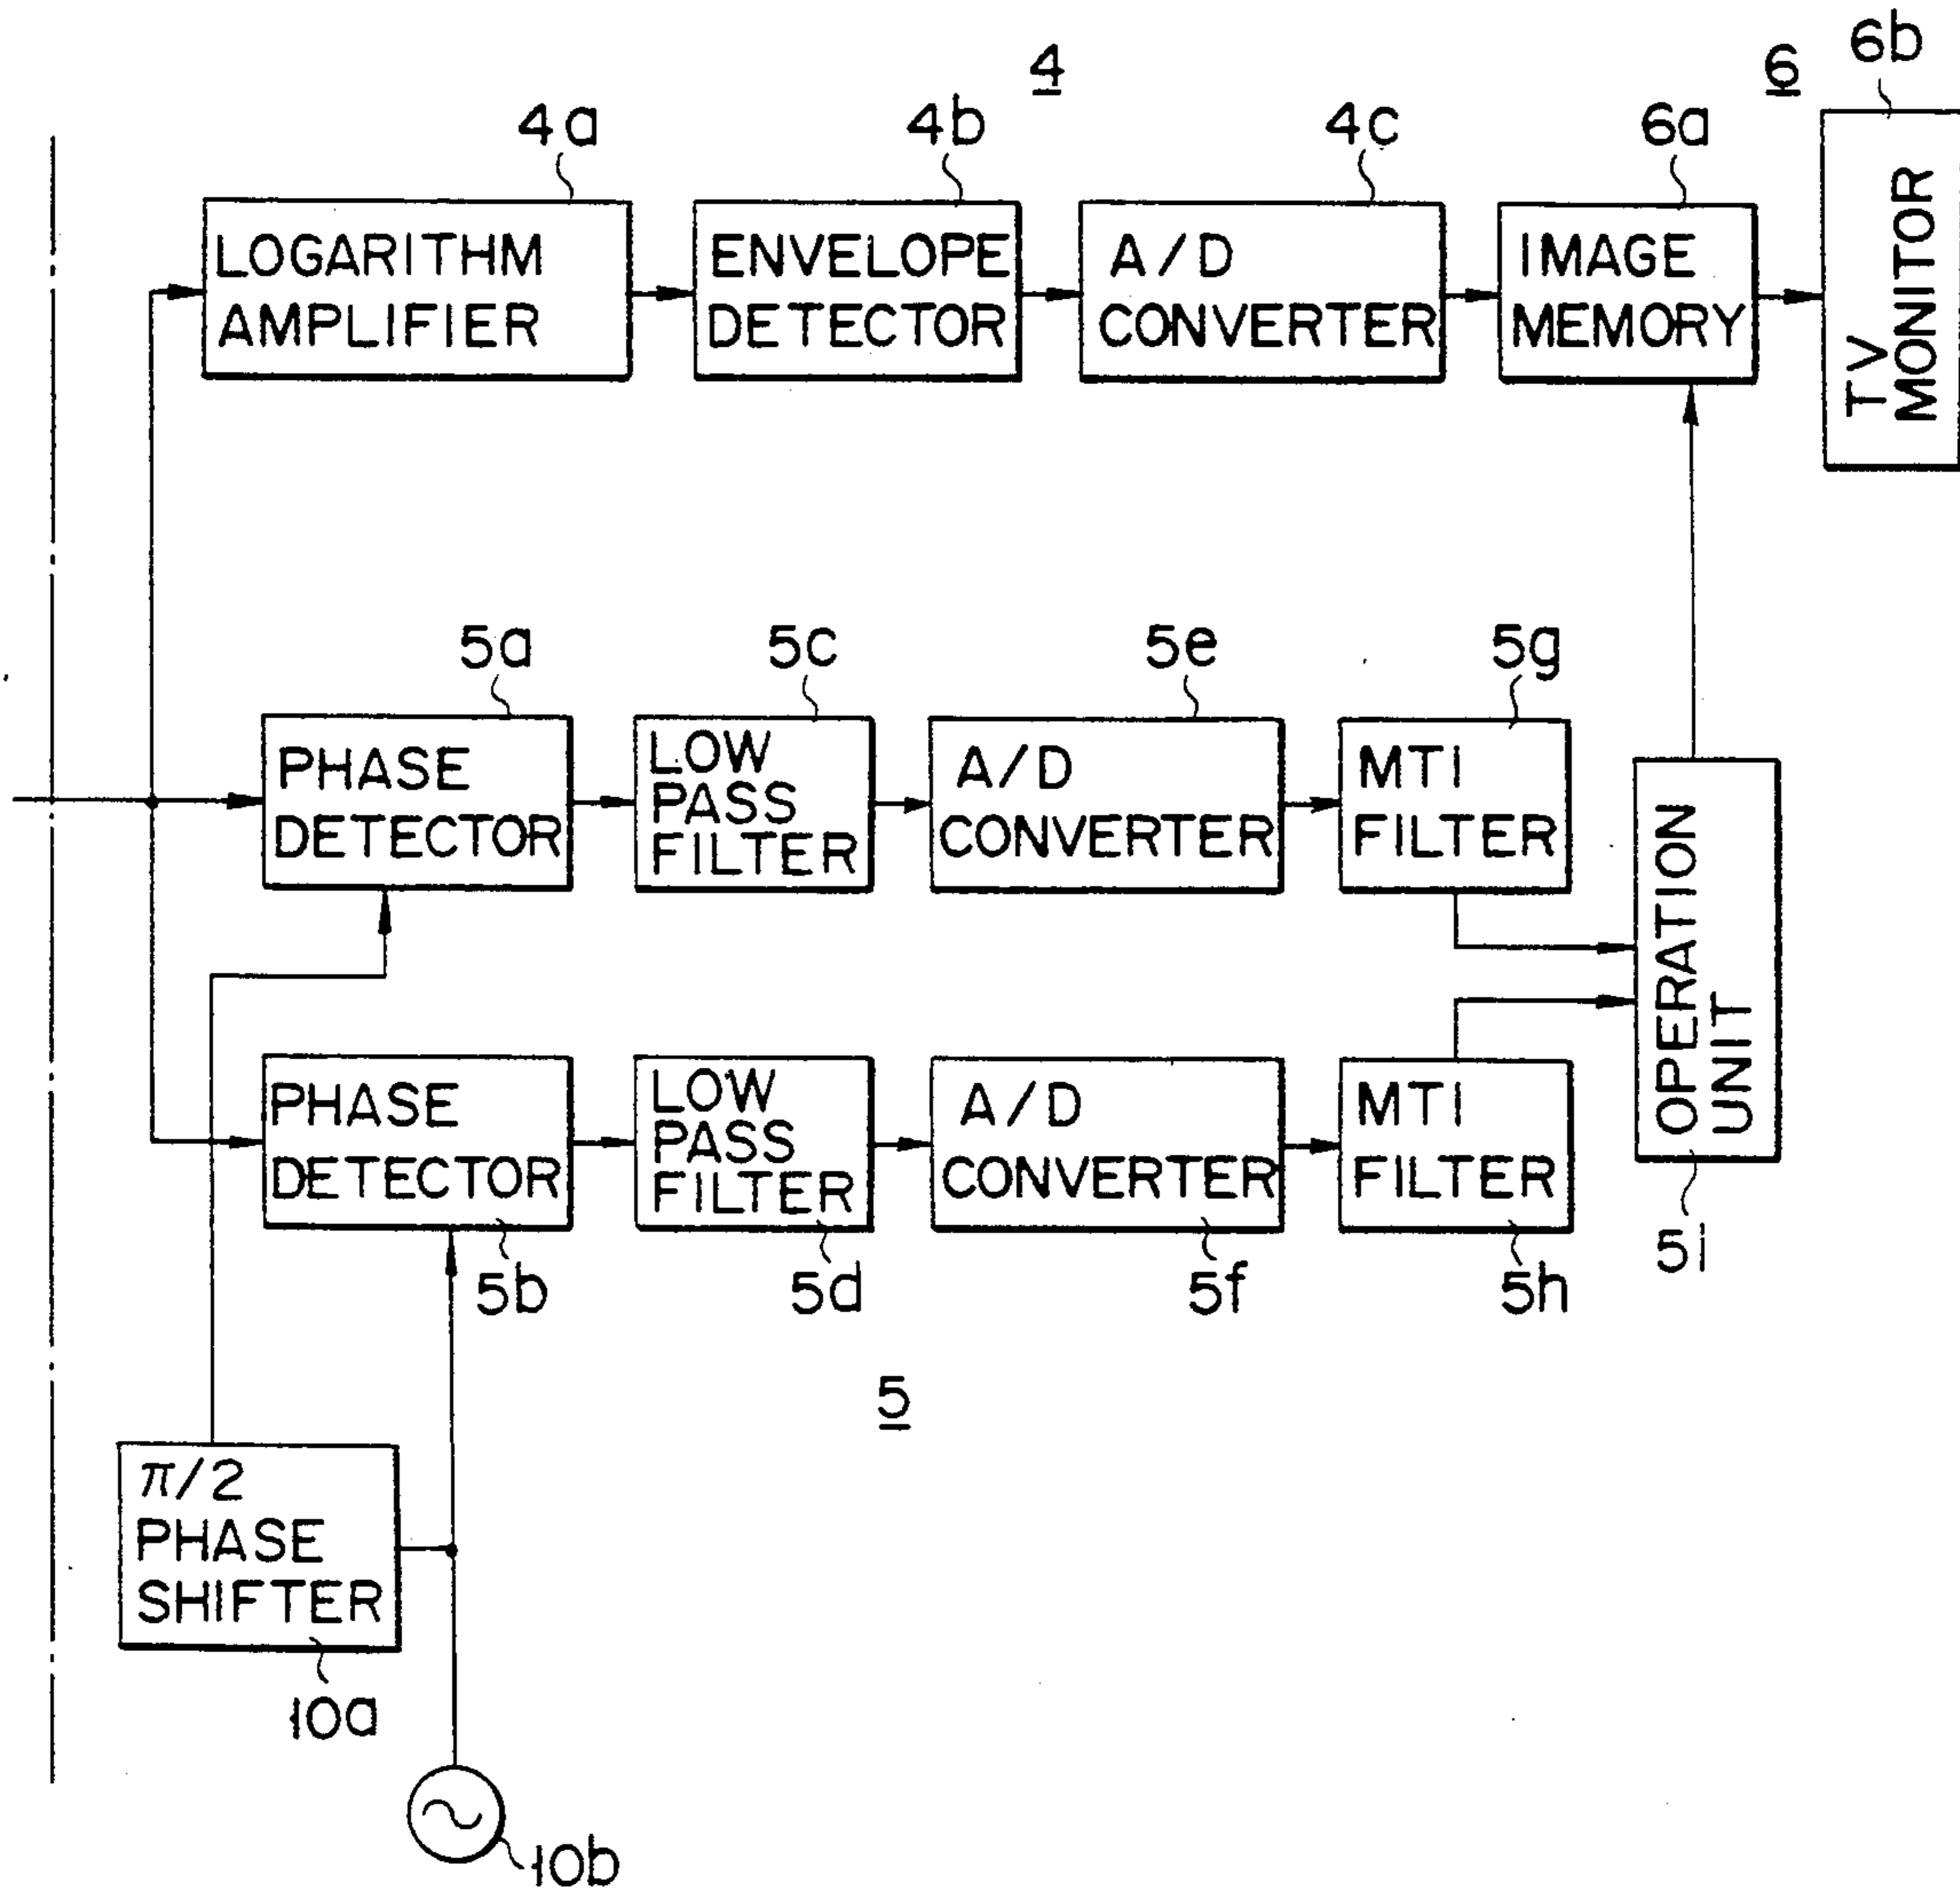 4
6
6b
4a
4b
4c
6a
LOGARITHM
AMPLIFIER
ENVELOPE
DETECTOR
A/D
CONVERTER
IMAGE
MEMORY
TV
MONITOR
5a
5c
5e
5g
PHASE
DETECTOR
LOW
PASS
FILTER
A/D
CONVERTER
MTI
FILTER
OPERATION
UNIT
PHASE
DETECTOR
LOW
PASS
FILTER
A/D
CONVERTER
MTI
FILTER
5b
5d
5f
5h
5i
5
π/2
PHASE
SHIFTER
10a
10b